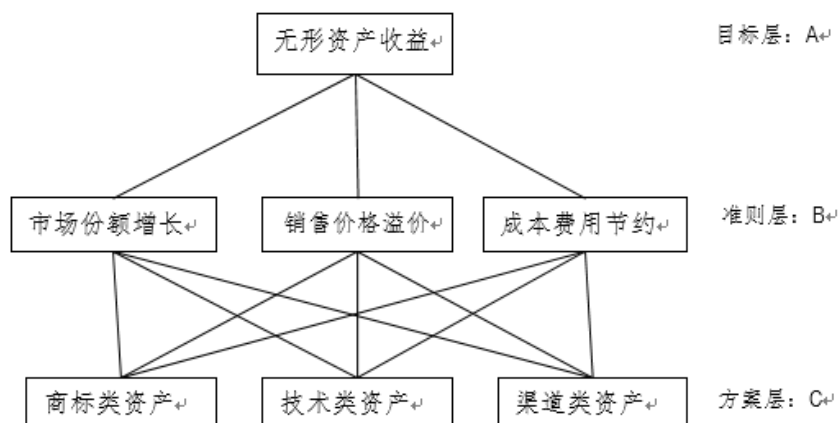 无形资产收益
目标层：A
市场份额增长
销售价格溢价
成本费用节约
准则层：B
商标类资产
技术类资产
渠道类资产
方案层：C